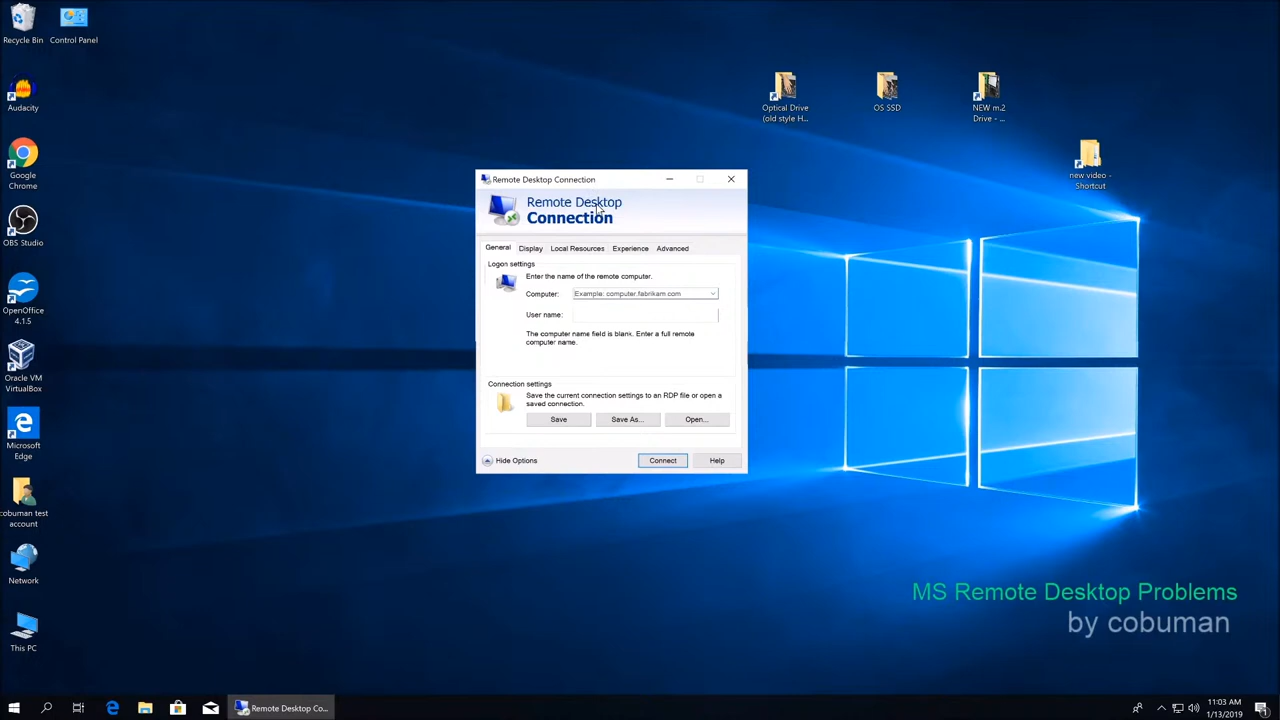 Recycle Bin
Control Panel
Audacity
Google
Chrome
OBS Studio
OpenOffice
4.1.5
Oracle VM
VirtualBox
Microsoft
Edge
cobuman test
account
Network
This PC
Optical Drive
(old style H...
OS SSD
NEW m.2
Drive - ...
new video -
Shortcut
Remote Desktop Connection
Remote Desktop
Connection
General
Display
Local Resources
Experience
Advanced
Logon settings
Enter the name of the remote computer.
Computer:
Example: computer.fabrikam.com
User name:
The computer name field is blank. Enter a full remote
computer name.
Connection settings
Save the current connection settings to an RDP file or open a
saved connection.
Save
Save As...
Open...
Hide Options
Connect
Help
MS Remote Desktop Problems
by cobuman
Remote Desktop Co...
11:03 AM
1/13/2019
1